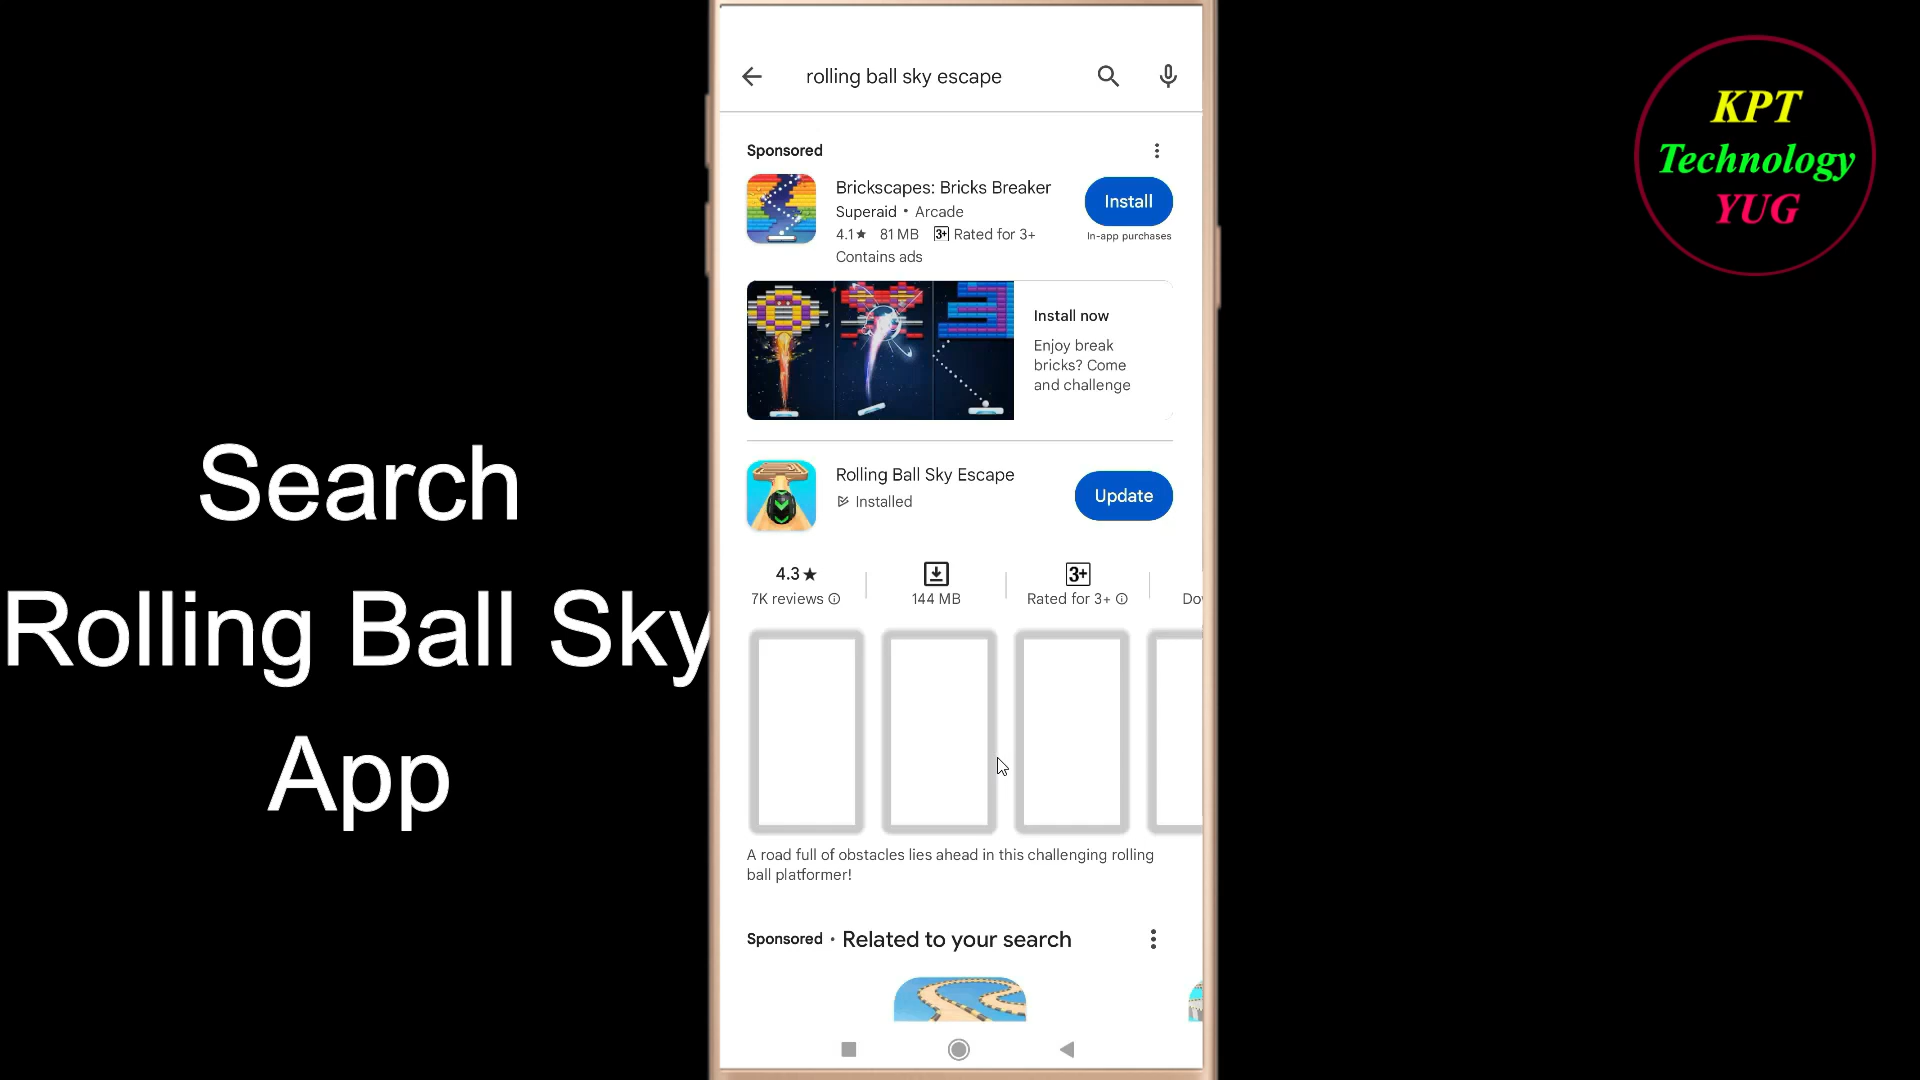 rolling ball sky escape
Sponsored
Brickscapes: Bricks Breaker
Superaid • Arcade
4.1★ 81 MB 3+ Rated for 3+
Contains ads
Install
In-app purchases
Install now
Enjoy break
bricks? Come
and challenge
Rolling Ball Sky Escape
Installed
Update
4.3★
7K reviews
144 MB
3+
Rated for 3+
A road full of obstacles lies ahead in this challenging rolling
ball platformer!
Sponsored • Related to your search
Search
Rolling Ball Sky
App
KPT
Technology
YUG